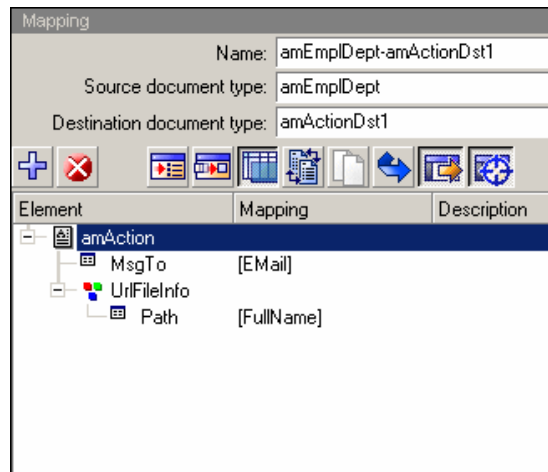 Mapping
Name: amEmplDept-amActionDst1
Source document type: amEmplDept
Destination document type: amActionDst1
Element Mapping Description
amAction
MsgTo [EMail]
UrlFileInfo
Path [FullName]